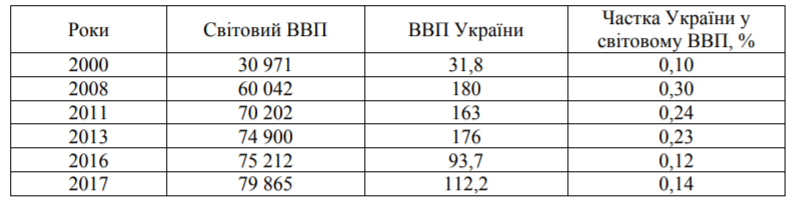 Роки Світовий ВВП ВВП України Частка України у
світовому ВВП, %
2000 30 971 31,8 0,10
2008 60 042 180 0,30
2011 70 202 163 0,24
2013 74 900 176 0,23
2016 75 212 93,7 0,12
2017 79 865 112,2 0,14